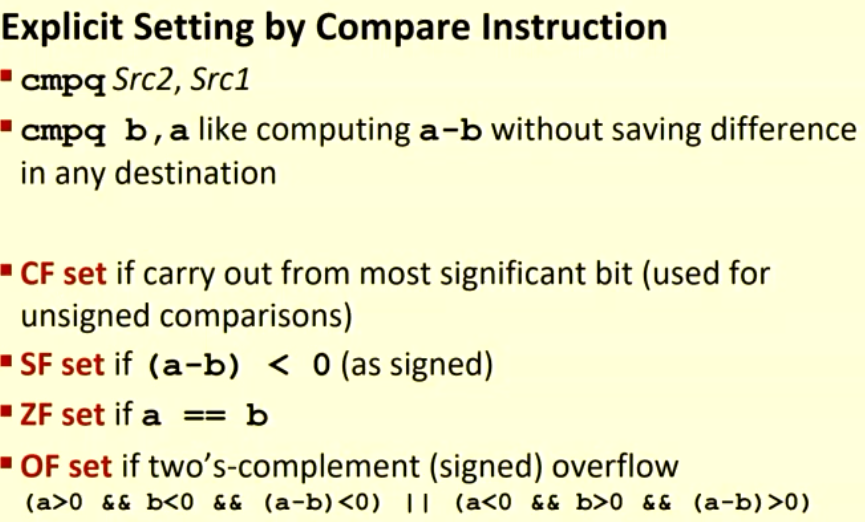 Explicit Setting by Compare Instruction
▪ cmpq Src2, Src1
▪ cmpq b,a like computing a-b without saving difference
in any destination
▪ CF set if carry out from most significant bit (used for
unsigned comparisons)
▪ SF set if (a-b) < 0 (as signed)
▪ ZF set if a == b
▪ OF set if two’s-complement (signed) overflow
(a>0 && b<0 && (a-b)<0) || (a<0 && b>0 && (a-b)>0)